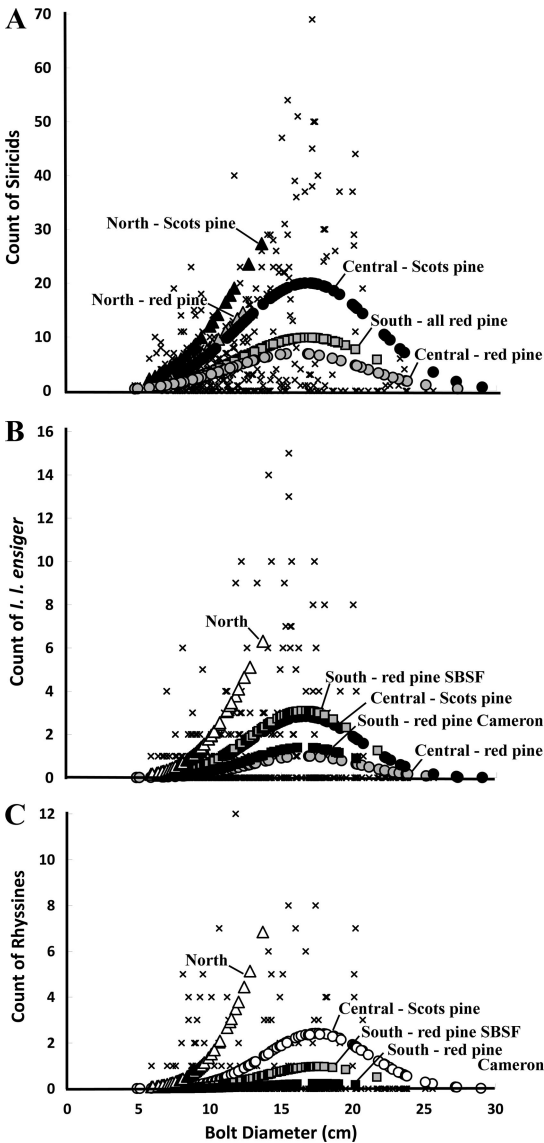 A
70
60
50
40
30
20
10
0
Count of Siricids
North - Scots pine
North - red pine
Central - Scots pine
South - all red pine
Central - red pine
B
16
14
12
10
8
6
4
2
0
Count of I. l. ensiger
North
South - red pine SBSF
Central - Scots pine
South - red pine Cameron
Central - red pine
C
12
10
8
6
4
2
0
Count of Rhyssines
North
Central - Scots pine
South - red pine SBSF
South - red pine
Cameron
0 5 10 15 20 25 30
Bolt Diameter (cm)